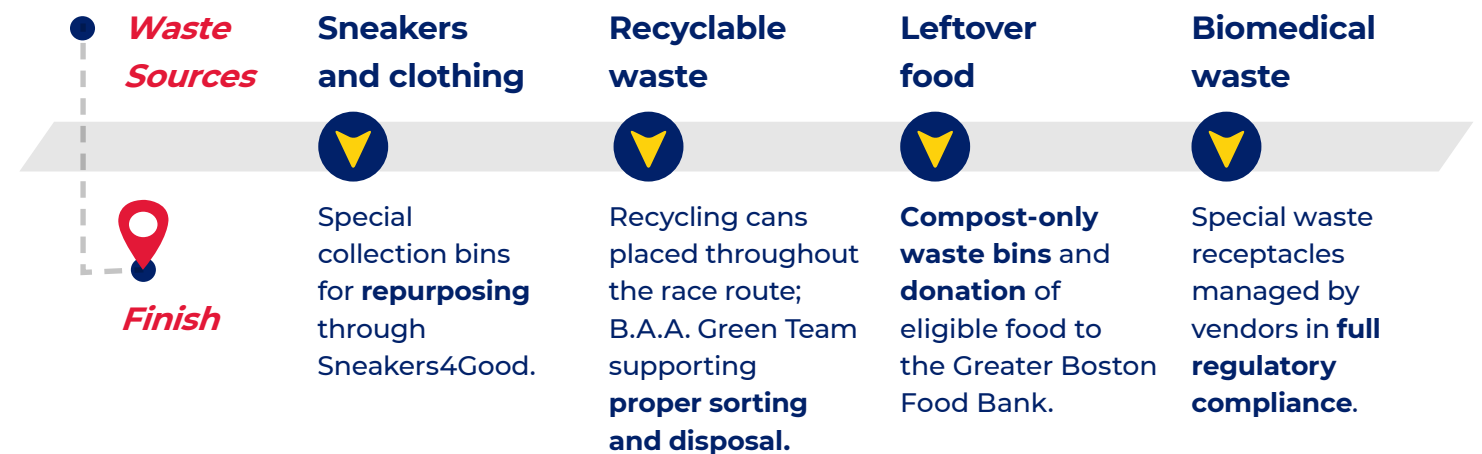 Waste
Sources
Sneakers
and clothing
Recyclable
waste
Leftover
food
Biomedical
waste
Finish
Special
collection bins
for repurposing
through
Sneakers4Good.
Recycling cans
placed throughout
the race route;
B.A.A. Green Team
supporting
proper sorting
and disposal.
Compost-only
waste bins and
donation of
eligible food to
the Greater Boston
Food Bank.
Special waste
receptacles
managed by
vendors in full
regulatory
compliance.